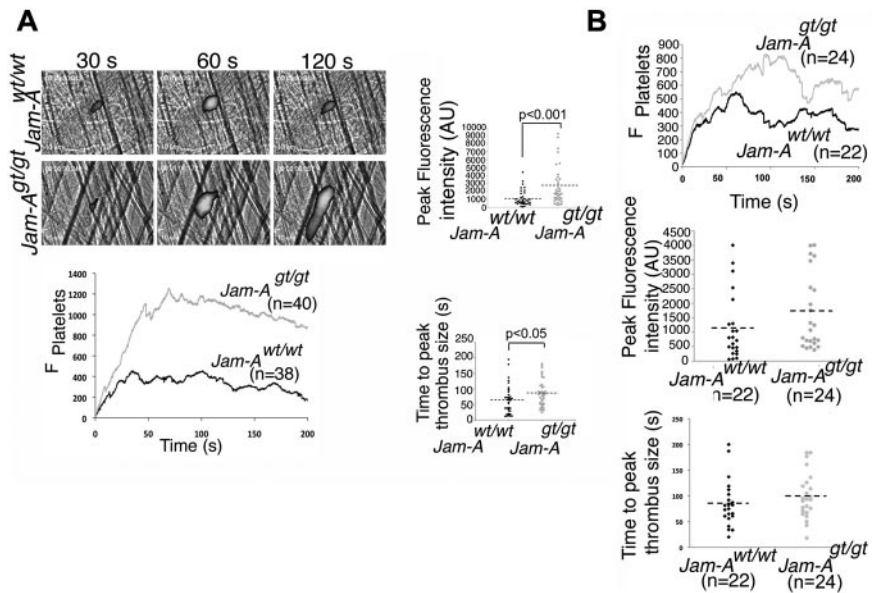 A
30 s 60 s 120 s
Jam-A wt/wt
Jam-A gt/gt
Peak Fluorescence
intensity (AU)
10000
9000
8000
7000
6000
5000
4000
3000
2000
1000
0
p<0.001
wt/wt gt/gt
Jam-A Jam-A
F Platelets
1400
1200
1000
800
600
400
200
0
Jam-A gt/gt
(n=40)
Jam-A wt/wt
(n=38)
0 50 100 150 200
Time (s)
Time to peak
thrombus size (s)
250
200
150
100
50
0
p<0.05
wt/wt gt/gt
Jam-A Jam-A
B
F Platelets
900
800
700
600
500
400
300
200
100
0
Jam-A gt/gt
(n=24)
Jam-A wt/wt
(n=22)
0 50 100 150 200
Time (s)
Peak Fluorescence
intensity (AU)
4500
4000
3500
3000
2500
2000
1500
1000
500
0
Jam-A wt/wt Jam-A gt/gt
n=22) (n=24)
Time to peak
thrombus size (s)
250
200
150
100
50
0
Jam-A wt/wt Jam-A gt/gt
(n=22) (n=24)